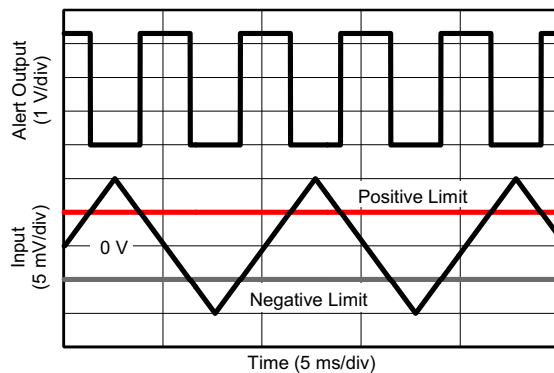 Alert Output
(1 V/div)
Positive Limit
Input
(5 mV/div)
0 V
Negative Limit
Time (5 ms/div)